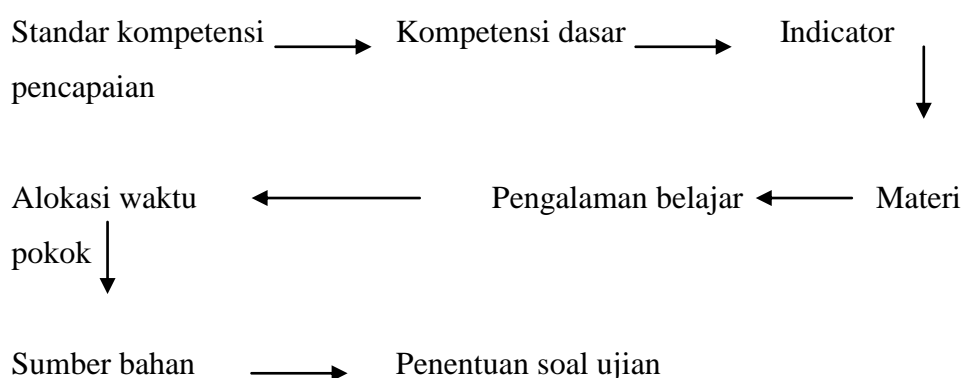 Standar kompetensi Kompetensi dasar Indicator
pencapaian
Alokasi waktu Pengalaman belajar Materi
pokok
Sumber bahan Penentuan soal ujian